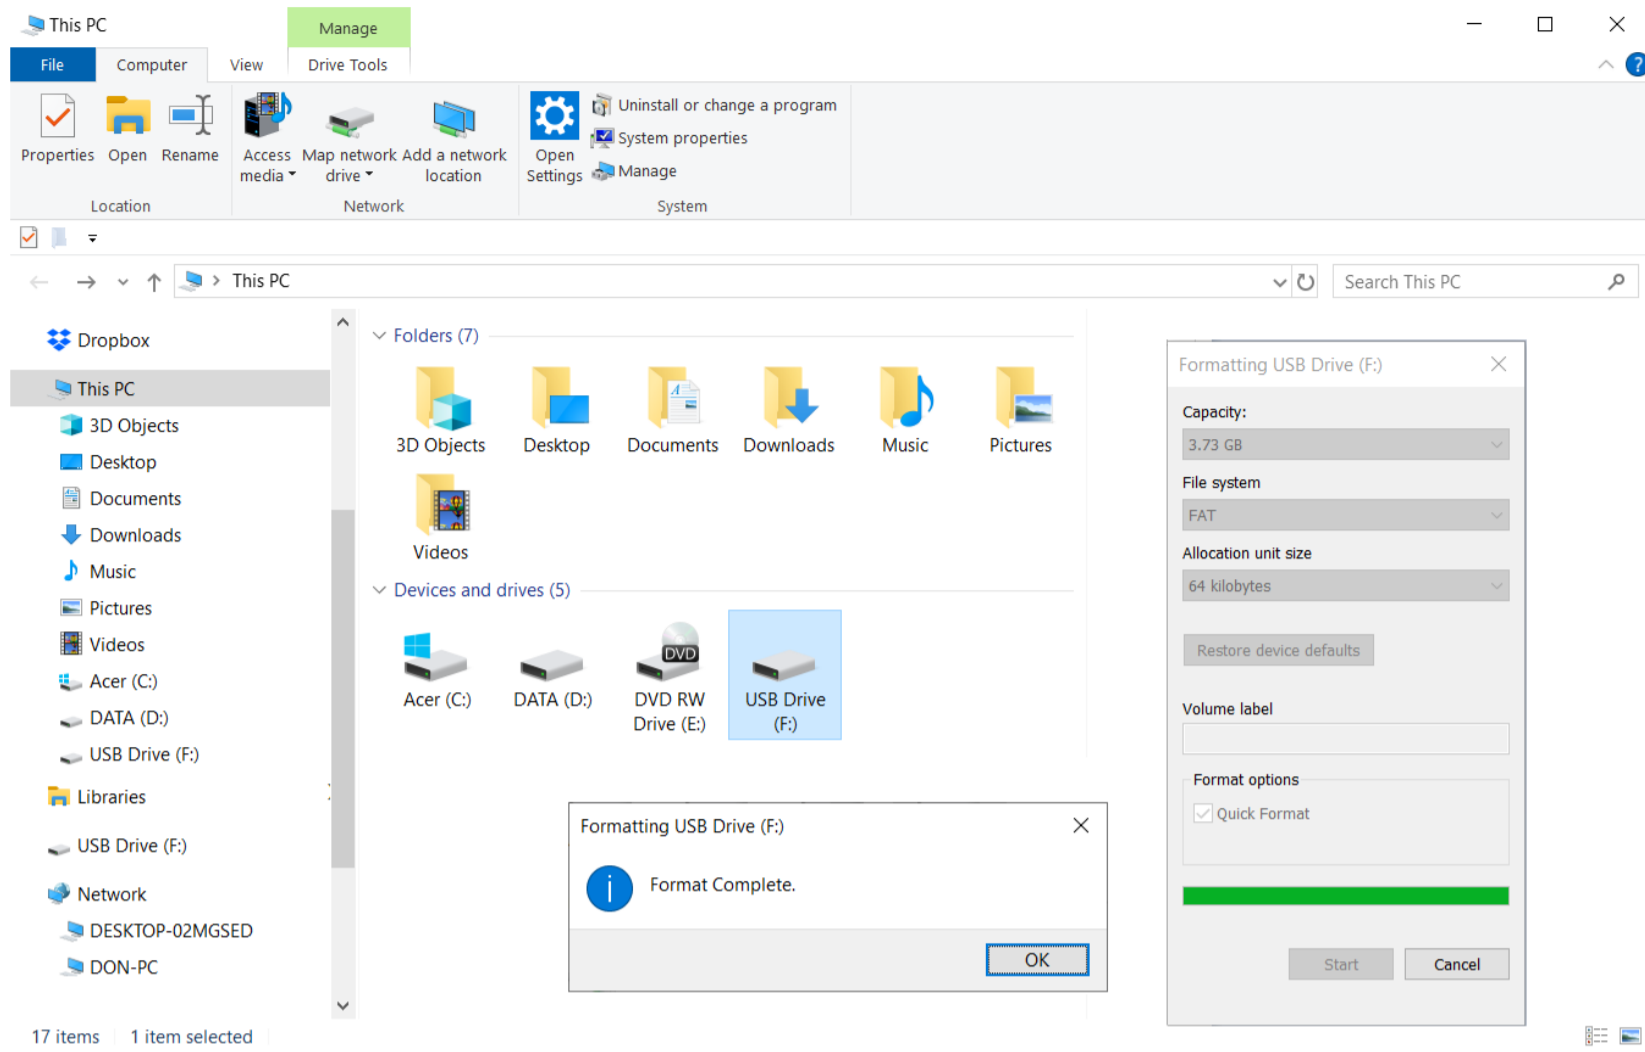 This PC
Manage
File
Computer
View
Drive Tools
?
Properties
Open
Rename
Access
media
Map network
drive
Add a network
location
Open
Settings
Uninstall or change a program
System properties
Manage
Location
Network
System
This PC
Search This PC
Dropbox
This PC
3D Objects
Desktop
Documents
Downloads
Music
Pictures
Videos
Acer (C:)
DATA (D:)
USB Drive (F:)
Libraries
USB Drive (F:)
Network
DESKTOP-02MGSED
DON-PC
Folders (7)
3D Objects
Desktop
Documents
Downloads
Music
Pictures
Videos
Devices and drives (5)
Acer (C:)
DATA (D:)
DVD
DVD RW
Drive (E:)
USB Drive
(F:)
Formatting USB Drive (F:)
Format Complete.
OK
Formatting USB Drive (F:)
Capacity:
3.73 GB
File system
FAT
Allocation unit size
64 kilobytes
Restore device defaults
Volume label
Format options
Quick Format
Start
Cancel
17 items
1 item selected